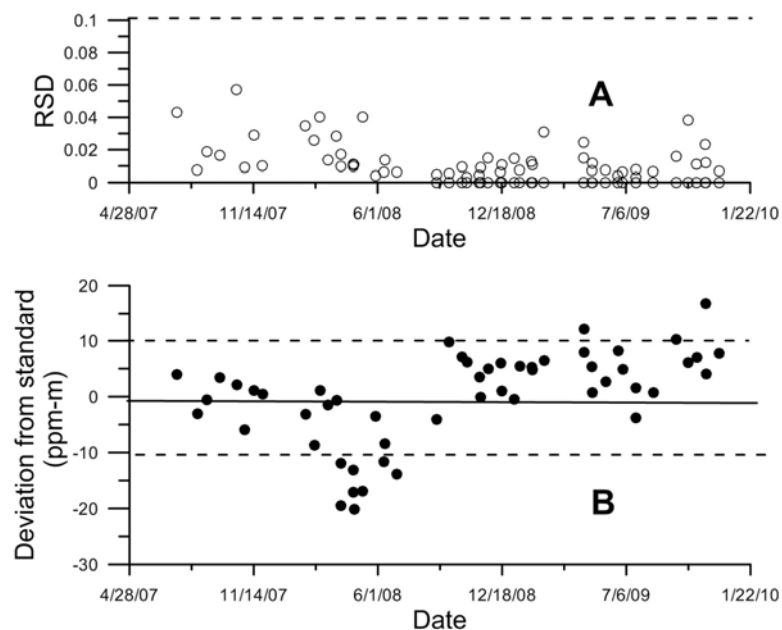 0.1
0.08
0.06
0.04
0.02
0
RSD
A
4/28/07 11/14/07 6/1/08 12/18/08 7/6/09 1/22/10
Date
20
10
0
-10
-20
-30
Deviation from standard
(ppm-m)
B
4/28/07 11/14/07 6/1/08 12/18/08 7/6/09 1/22/10
Date